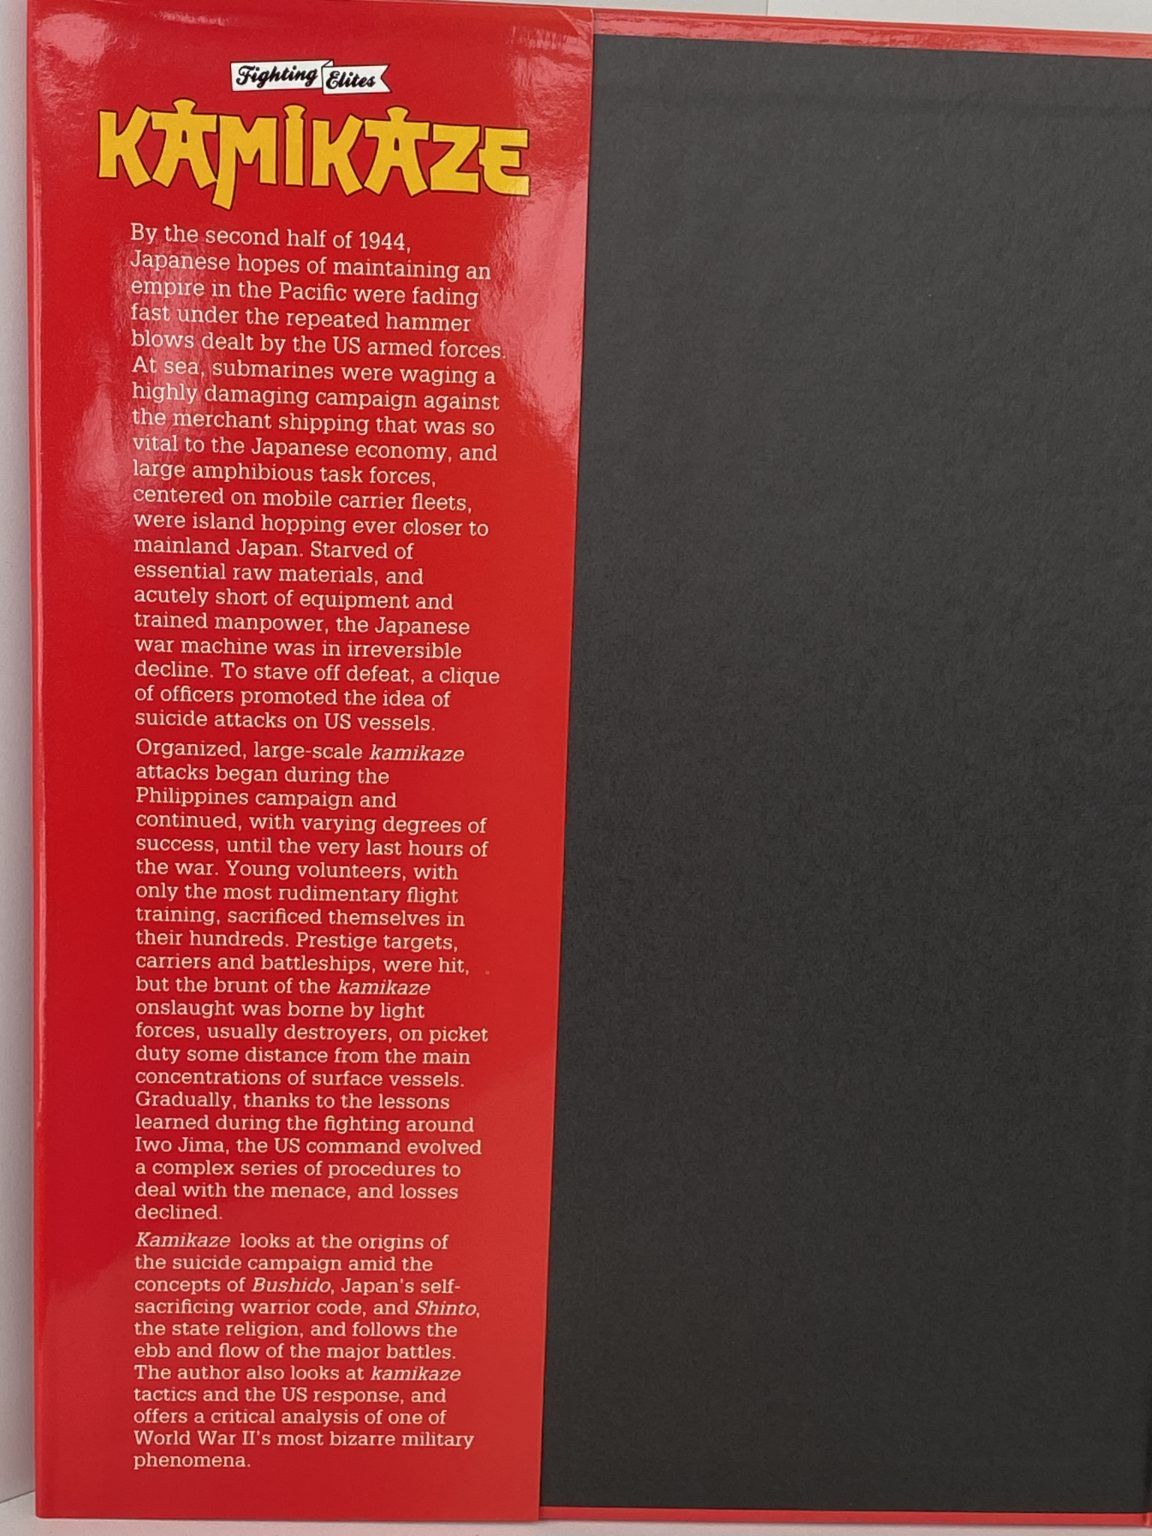 Fighting Elites
KAMIKAZE
By the second half of 1944,
Japanese hopes of maintaining an
empire in the Pacific were fading
fast under the repeated hammer
blows dealt by the US armed forces.
At sea, submarines were waging a
highly damaging campaign against
the merchant shipping that was so
vital to the Japanese economy, and
large amphibious task forces,
centered on mobile carrier fleets,
were island hopping ever closer to
mainland Japan. Starved of
essential raw materials, and
acutely short of equipment and
trained manpower, the Japanese
war machine was in irreversible
decline. To stave off defeat, a clique
of officers promoted the idea of
suicide attacks on US vessels.
Organized, large-scale kamikaze
attacks began during the
Philippines campaign and
continued, with varying degrees of
success, until the very last hours of
the war. Young volunteers, with
only the most rudimentary flight
training, sacrificed themselves in
their hundreds. Prestige targets,
carriers and battleships, were hit,
but the brunt of the kamikaze
onslaught was borne by light
forces, usually destroyers, on picket
duty some distance from the main
concentrations of surface vessels.
Gradually, thanks to the lessons
learned during the fighting around
Iwo Jima, the US command evolved
a complex series of procedures to
deal with the menace, and losses
declined.
Kamikaze looks at the origins of
the suicide campaign amid the
concepts of Bushido, Japan's self-
sacrificing warrior code, and Shinto,
the state religion, and follows the
ebb and flow of the major battles.
The author also looks at kamikaze
tactics and the US response, and
offers a critical analysis of one of
World War II's most bizarre military
phenomena.